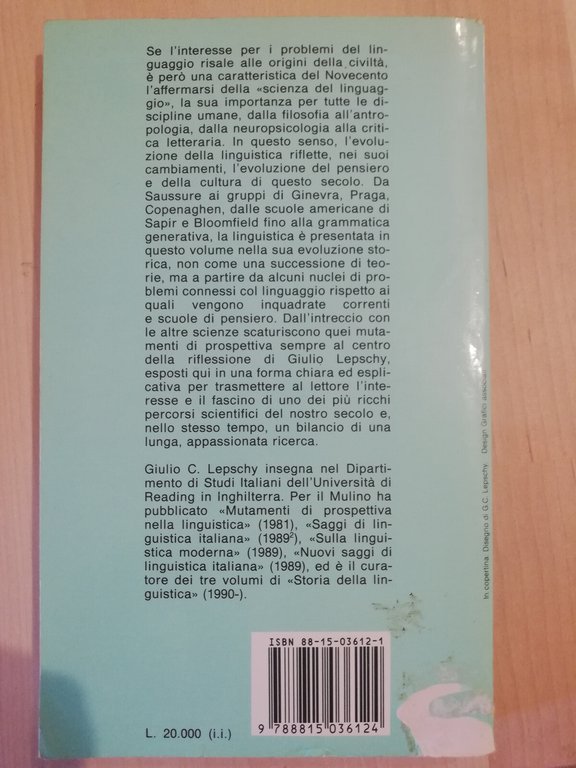 Se l'interesse per i problemi del lin-
guaggio risale alle origini della civiltà,
è però una caratteristica del Novecento
l'affermarsi della «scienza del linguag-
gio», la sua importanza per tutte le di-
scipline umane, dalla filosofia all'antro-
pologia, dalla neuropsicologia alla criti-
ca letteraria. In questo senso, l'evolu-
zione della linguistica riflette, nei suoi
cambiamenti, l'evoluzione del pensiero
e della cultura di questo secolo. Da
Saussure ai gruppi di Ginevra, Praga,
Copenaghen, dalle scuole americane di
Sapir e Bloomfield fino alla grammatica
generativa, la linguistica è presentata in
questo volume nella sua evoluzione sto-
rica, non come una successione di teo-
rie, ma a partire da alcuni nuclei di pro-
blemi connessi col linguaggio rispetto ai
quali vengono inquadrate correnti
e scuole di pensiero. Dall'intreccio con
le altre scienze scaturiscono quei muta-
menti di prospettiva sempre al centro
della riflessione di Giulio Lepschy,
esposti qui in una forma chiara ed espli-
cativa per trasmettere al lettore l'inte-
resse e il fascino di uno dei più ricchi
percorsi scientifici del nostro secolo e,
nello stesso tempo, un bilancio di una
lunga, appassionata ricerca.
Giulio C. Lepschy insegna nel Diparti-
mento di Studi Italiani dell'Università di
Reading in Inghilterra. Per il Mulino ha
pubblicato «Mutamenti di prospettiva
nella linguistica» (1981), «Saggi di lin-
guistica italiana» (1989²), «Sulla lingui-
stica moderna» (1989), «Nuovi saggi di
linguistica italiana» (1989), ed è il cura-
tore dei tre volumi di «Storia della lin-
guistica» (1990-).
In copertina: Disegno di G.C. Lepschy. Design Grafici associati
ISBN 88-15-03612-1
9 788815 036124
L. 20.000 (i.i.)